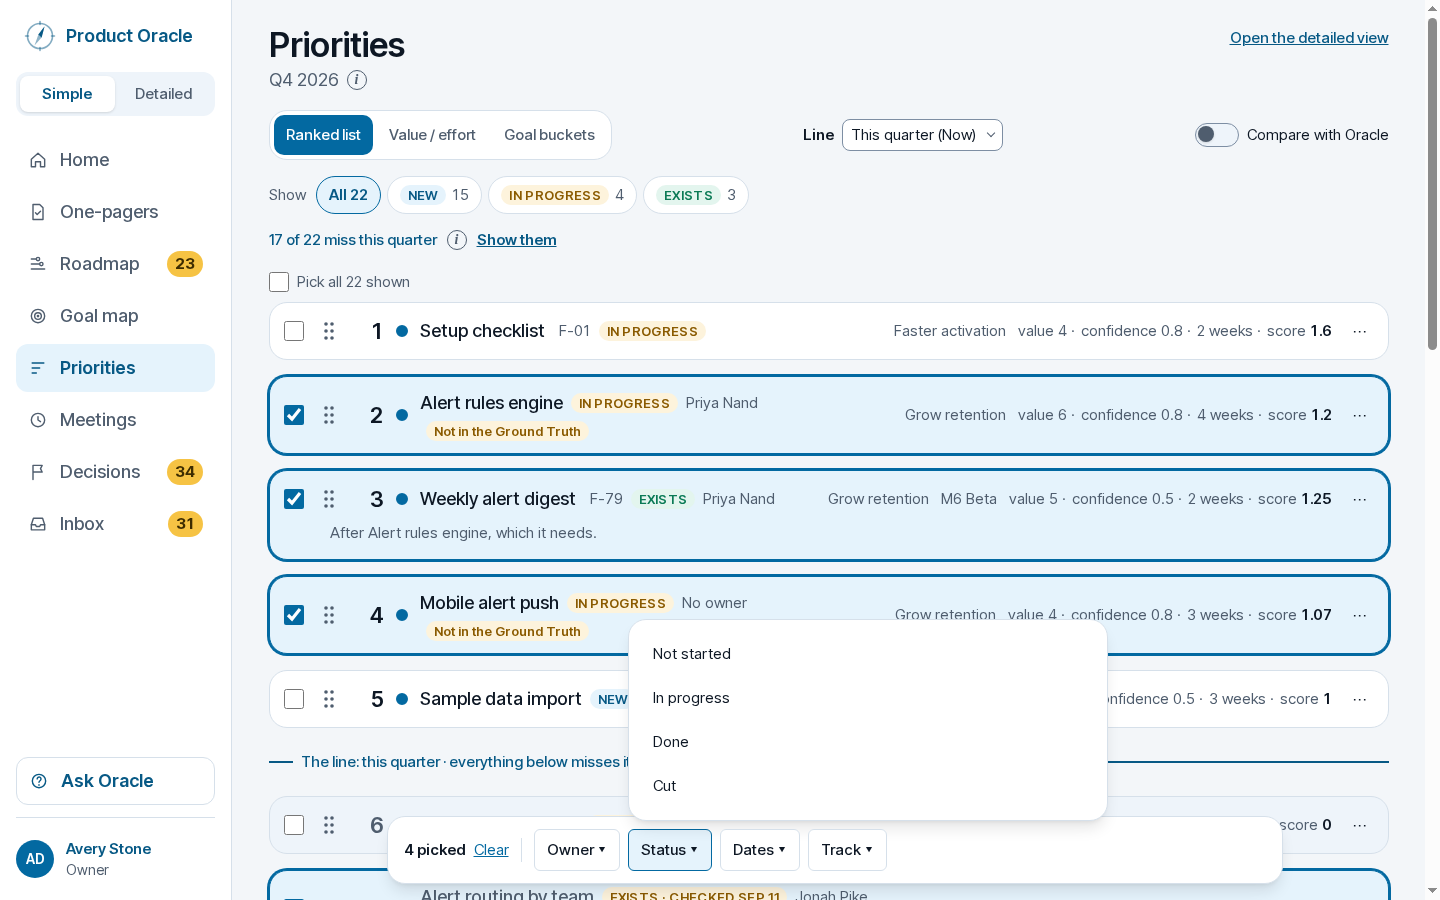 Product Oracle
Simple Detailed
Home
One-pagers
Roadmap 23
Goal map
Priorities
Meetings
Decisions 34
Inbox 31
Ask Oracle
AD Avery Stone
Owner
Priorities
Open the detailed view
Q4 2026 i
Ranked list Value / effort Goal buckets
Line This quarter (Now)
Compare with Oracle
Show All 22 NEW 15 IN PROGRESS 4 EXISTS 3
17 of 22 miss this quarter i Show them
Pick all 22 shown
1 Setup checklist F-01 IN PROGRESS Faster activation value 4 · confidence 0.8 · 2 weeks · score 1.6 ···
2 Alert rules engine IN PROGRESS Priya Nand Grow retention value 6 · confidence 0.8 · 4 weeks · score 1.2 ···
Not in the Ground Truth
3 Weekly alert digest F-79 EXISTS Priya Nand Grow retention M6 Beta value 5 · confidence 0.5 · 2 weeks · score 1.25 ···
After Alert rules engine, which it needs.
4 Mobile alert push IN PROGRESS No owner Grow retention value 4 · confidence 0.8 · 3 weeks · score 1.07 ···
Not in the Ground Truth
Not started
In progress
Done
Cut
5 Sample data import NEW confidence 0.5 · 3 weeks · score 1 ···
The line: this quarter · everything below misses it
6 score 0 ···
4 picked Clear Owner ▾ Status ▾ Dates ▾ Track ▾
Alert routing by team EXISTS · CHECKED SEP 11 Jonah Pike